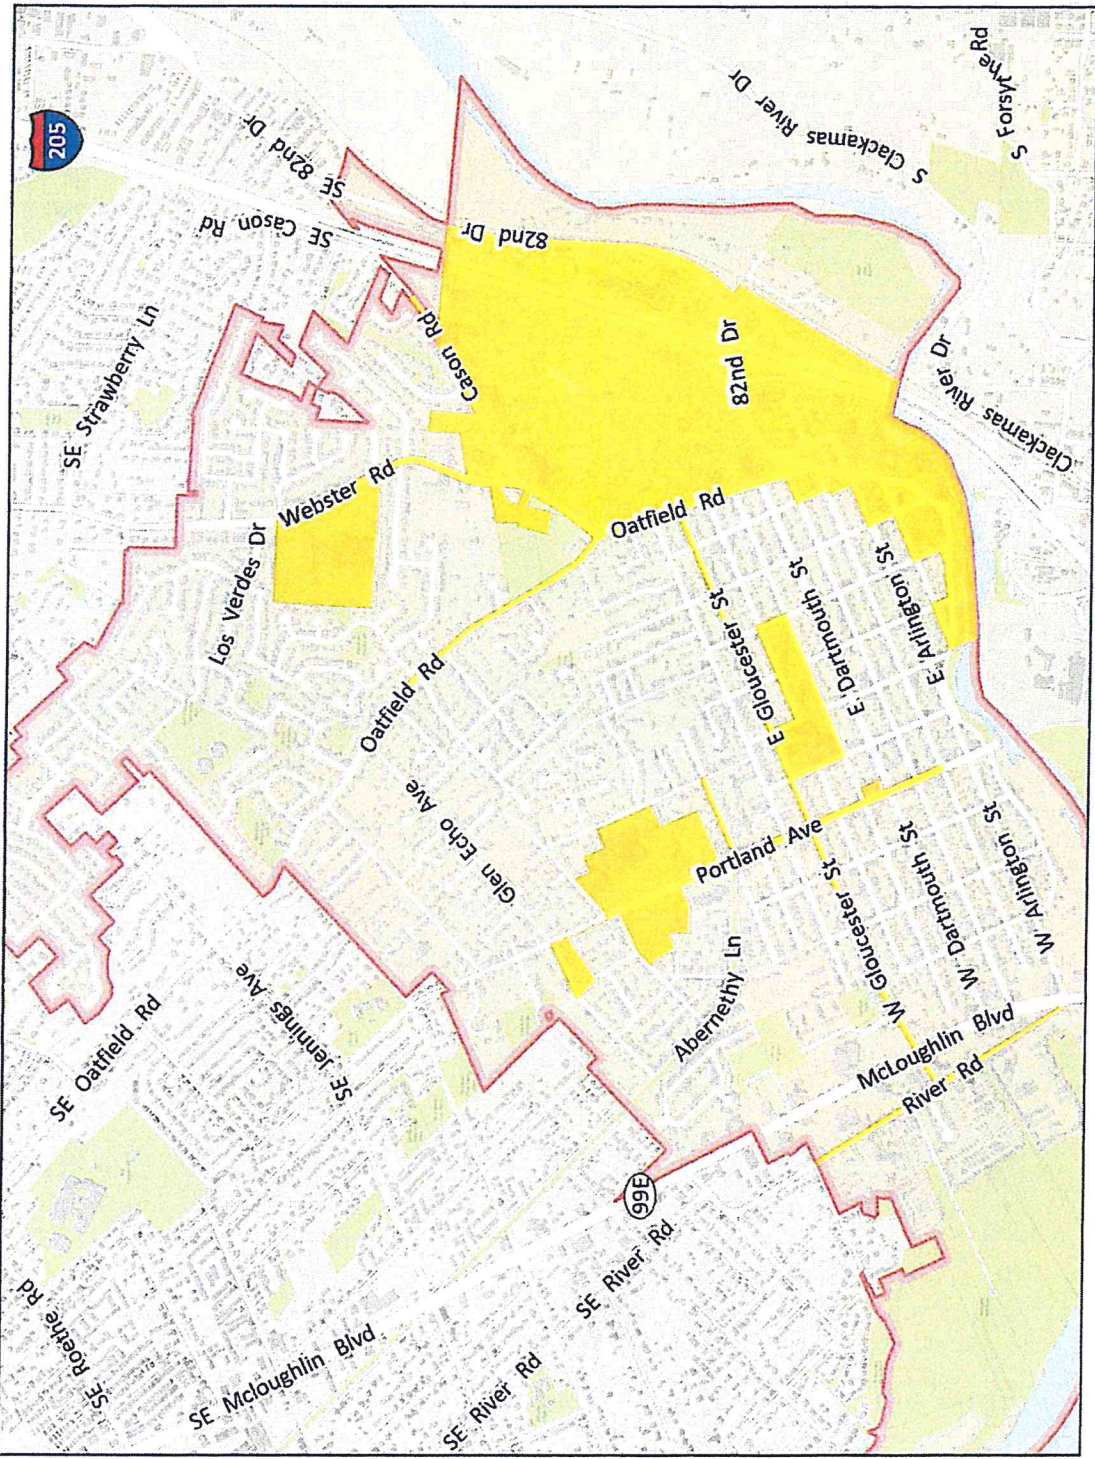 205
SE 82nd Dr
SE Cason Rd
S Clackamas River Dr
S Forsythe Rd
SE Strawberry Ln
82nd Dr
Cason Rd
Webster Rd
Los Verdes Dr
82nd Dr
Clackamas River Dr
Oatfield Rd
Oatfield Rd
E Gloucester St
E Dartmouth St
E Arlington St
Glen Echo Ave
Portland Ave
W Gloucester St
W Dartmouth St
W Arlington St
Abernethy Ln
SE Oatfield Rd
SE Jennings Ave
McLoughlin Blvd
River Rd
99E
SE Roethe Rd
SE Mcloughlin Blvd
SE River Rd
SE River Rd